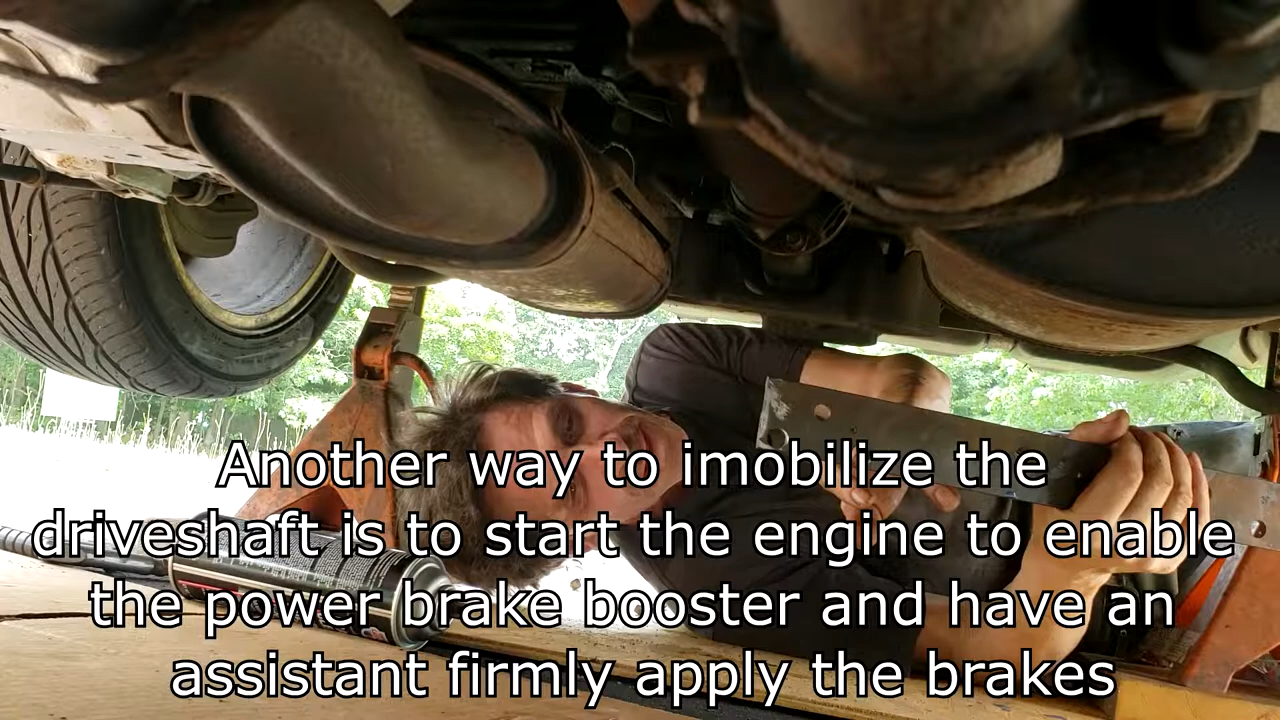 Another way to imobilize the
driveshaft is to start the engine to enable
the power brake booster and have an
assistant firmly apply the brakes